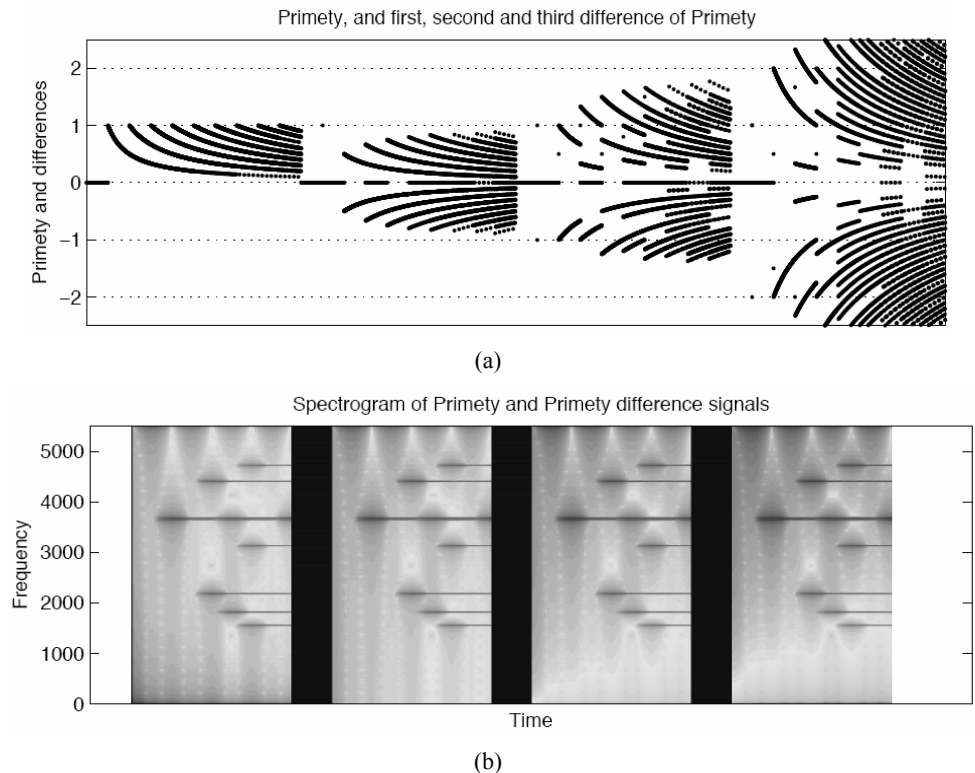 Primety, and first, second and third difference of Primety
Primety and differences
2
1
0
−1
−2
(a)
Spectrogram of Primety and Primety difference signals
Frequency
5000
4000
3000
2000
1000
0
Time
(b)